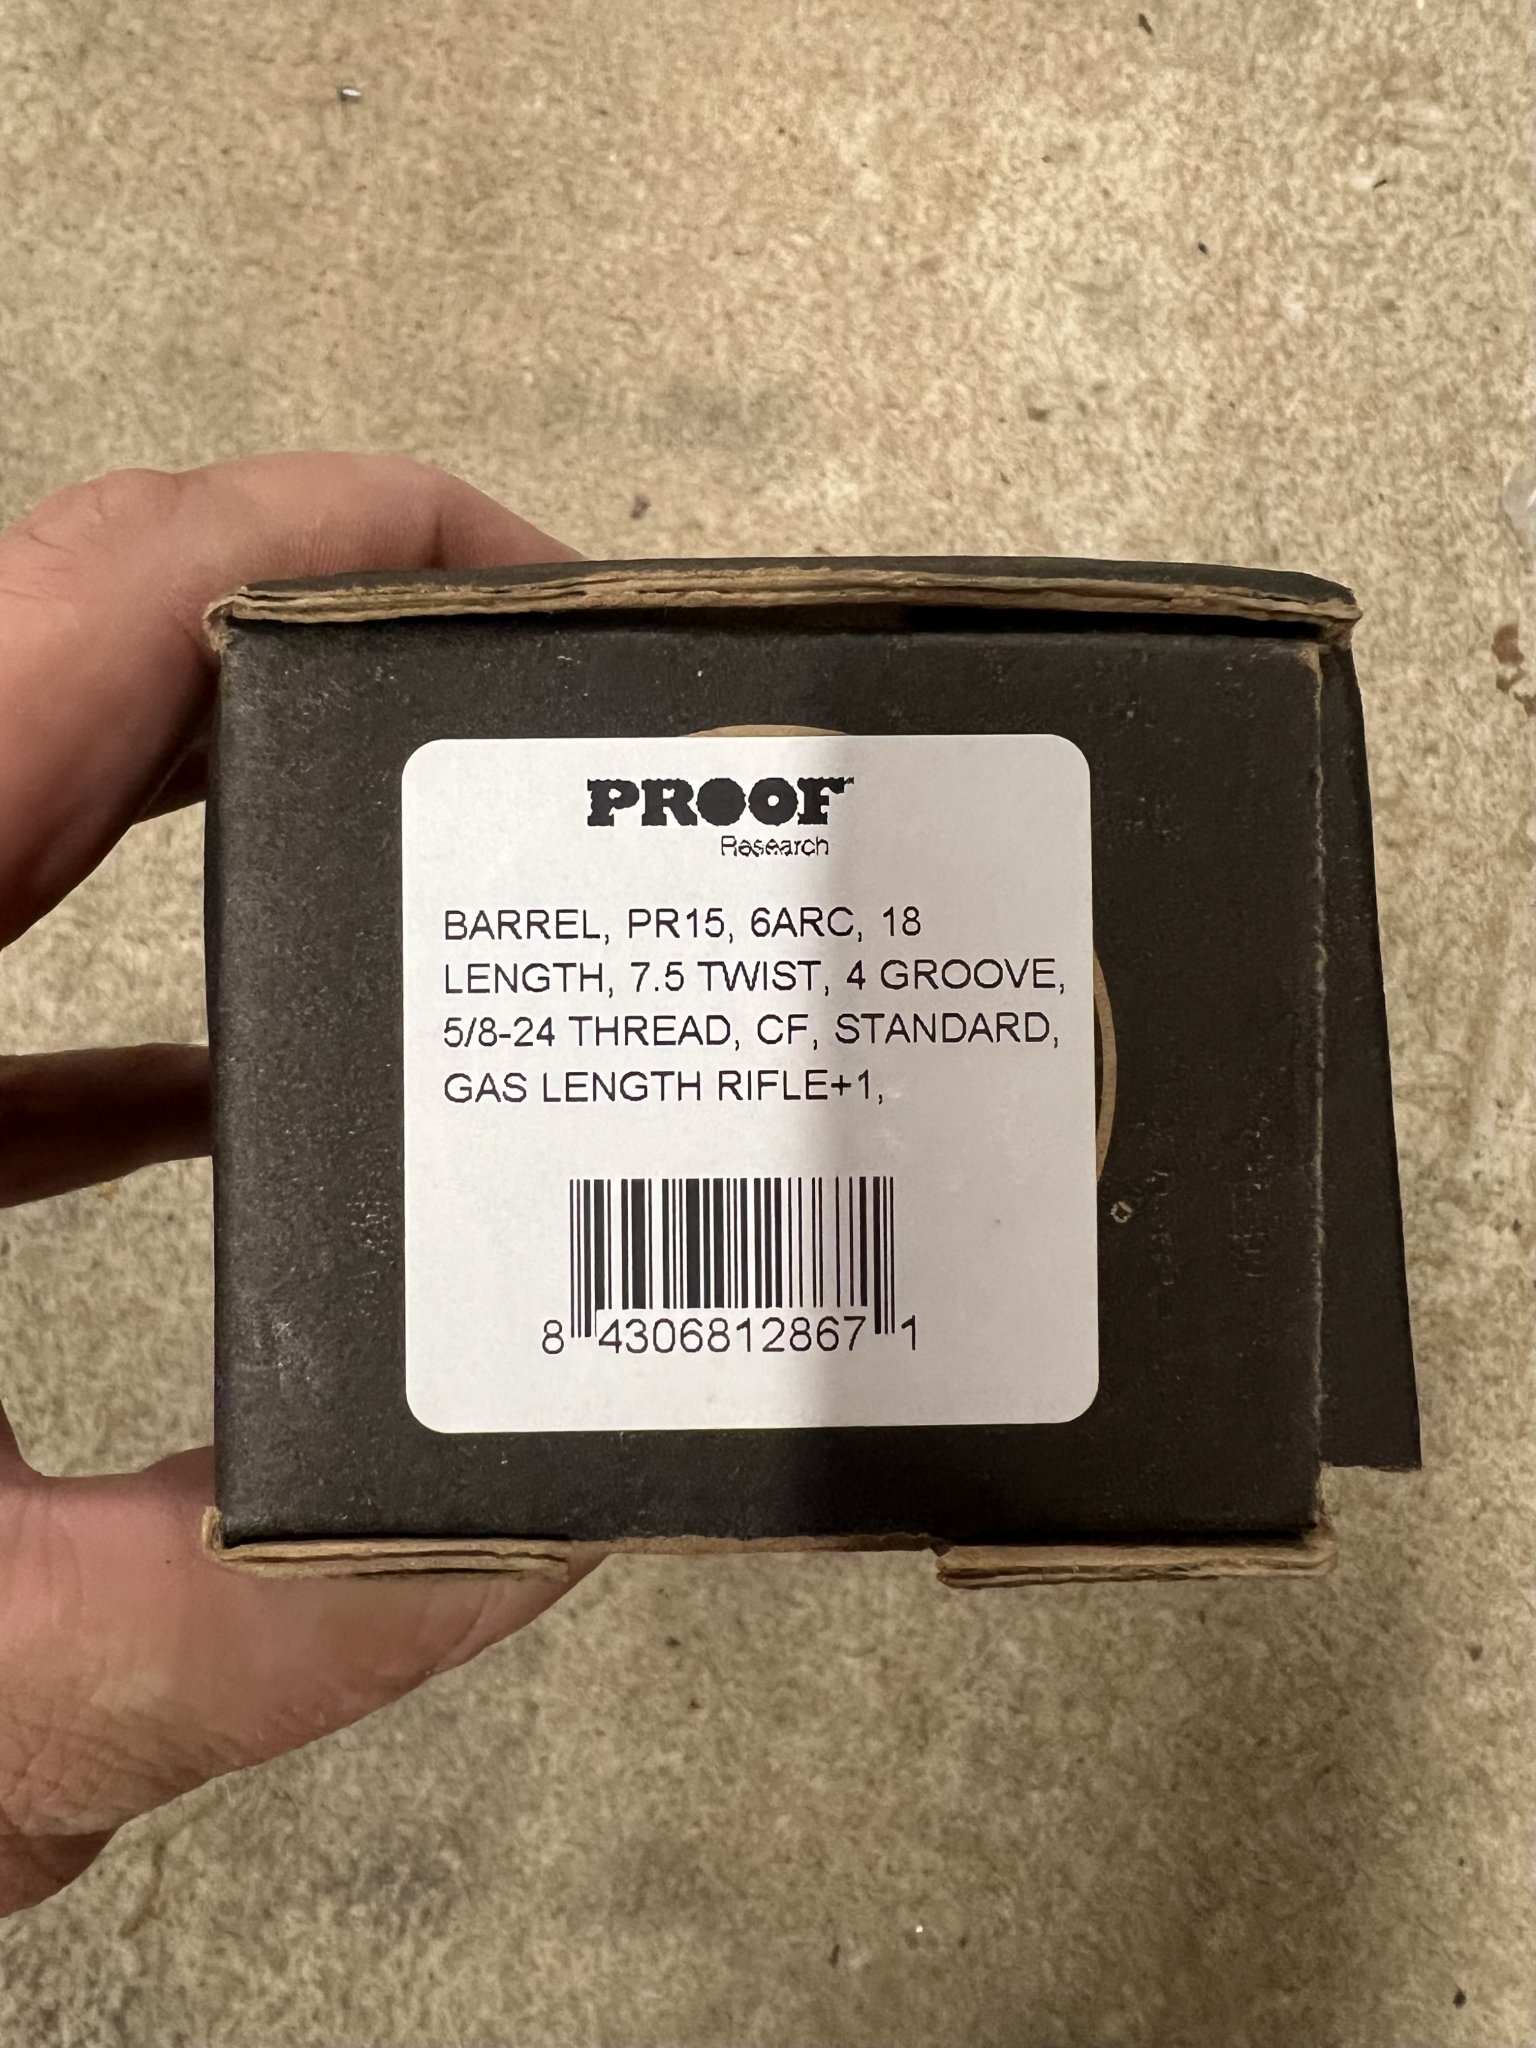 PROOF
Research
BARREL, PR15, 6ARC, 18
LENGTH, 7.5 TWIST, 4 GROOVE,
5/8-24 THREAD, CF, STANDARD,
GAS LENGTH RIFLE+1,
8 4306812867 1